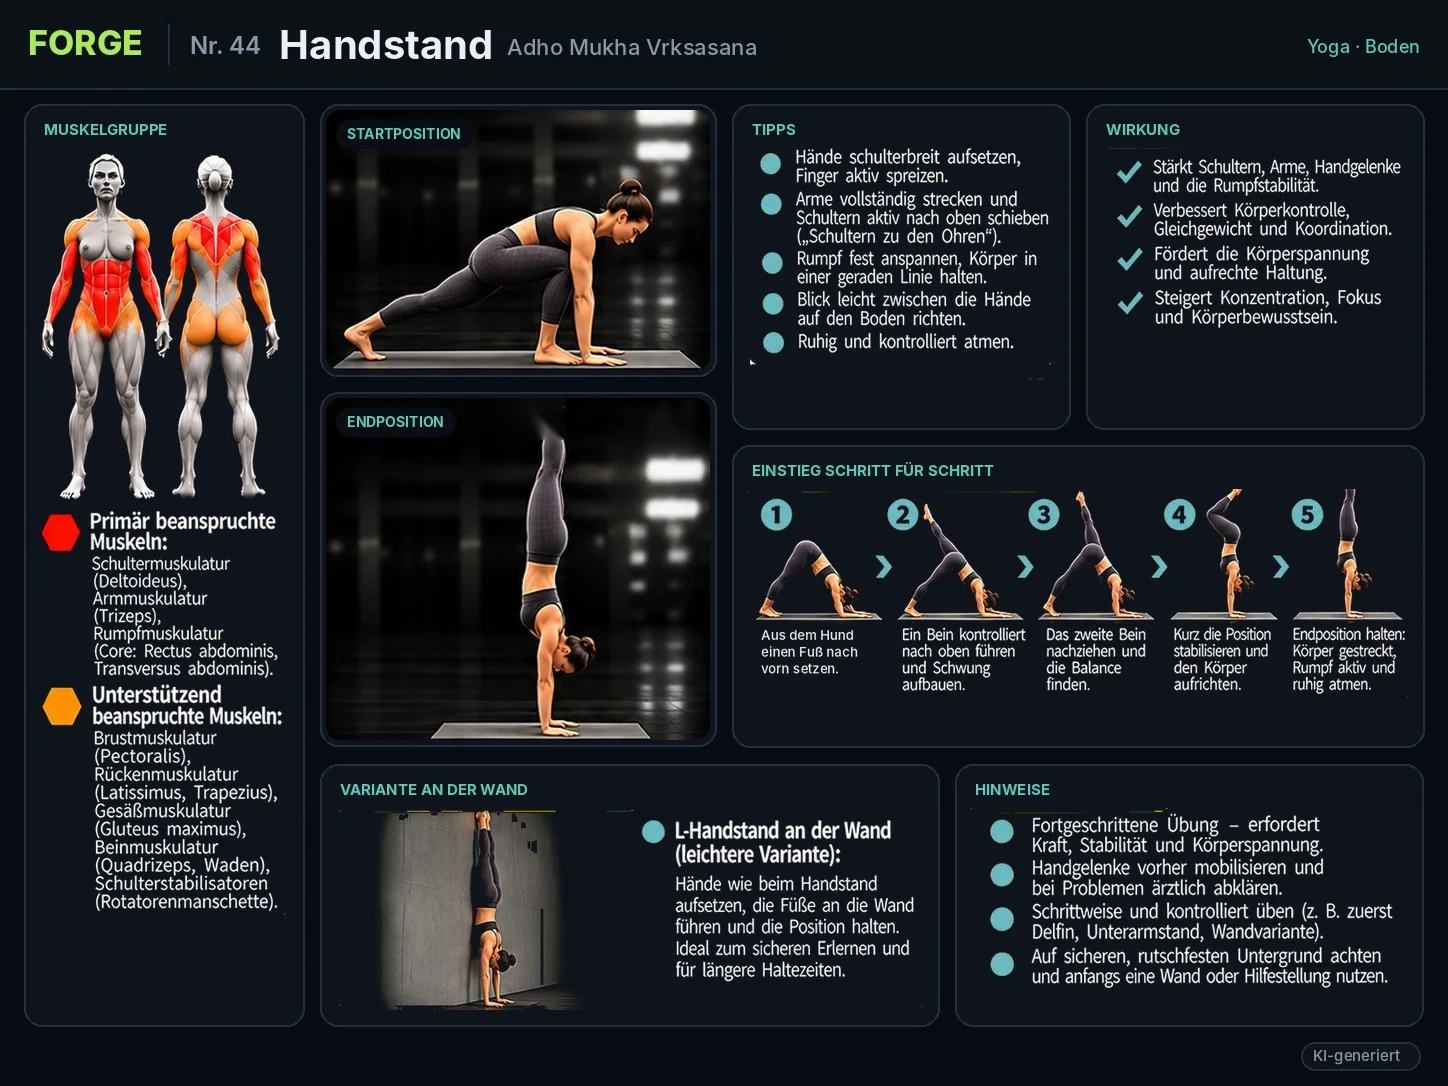 FORGE
Nr. 44 Handstand Adho Mukha Vrksasana
Yoga · Boden
MUSKELGRUPPE
Primär beanspruchte
Muskeln:
Schultermuskulatur
(Deltoideus),
Armmuskulatur
(Trizeps),
Rumpfmuskulatur
(Core: Rectus abdominis,
Transversus abdominis).
Unterstützend
beanspruchte Muskeln:
Brustmuskulatur
(Pectoralis),
Rückenmuskulatur
(Latissimus, Trapezius),
Gesäßmuskulatur
(Gluteus maximus),
Beinmuskulatur
(Quadrizeps, Waden),
Schulterstabilisatoren
(Rotatorenmanschette).
STARTPOSITION
ENDPOSITION
TIPPS
Hände schulterbreit aufsetzen,
Finger aktiv spreizen.
Arme vollständig strecken und
Schultern aktiv nach oben schieben
(„Schultern zu den Ohren“).
Rumpf fest anspannen, Körper in
einer geraden Linie halten.
Blick leicht zwischen die Hände
auf den Boden richten.
Ruhig und kontrolliert atmen.
WIRKUNG
Stärkt Schultern, Arme, Handgelenke
und die Rumpfstabilität.
Verbessert Körperkontrolle,
Gleichgewicht und Koordination.
Fördert die Körperspannung
und aufrechte Haltung.
Steigert Konzentration, Fokus
und Körperbewusstsein.
EINSTIEG SCHRITT FÜR SCHRITT
1
Aus dem Hund
einen Fuß nach
vorn setzen.
2
Ein Bein kontrolliert
nach oben führen
und Schwung
aufbauen.
3
Das zweite Bein
nachziehen und
die Balance
finden.
4
Kurz die Position
stabilisieren und
den Körper
aufrichten.
5
Endposition halten:
Körper gestreckt,
Rumpf aktiv und
ruhig atmen.
VARIANTE AN DER WAND
L-Handstand an der Wand
(leichtere Variante):
Hände wie beim Handstand
aufsetzen, die Füße an die Wand
führen und die Position halten.
Ideal zum sicheren Erlernen und
für längere Haltezeiten.
HINWEISE
Fortgeschrittene Übung – erfordert
Kraft, Stabilität und Körperspannung.
Handgelenke vorher mobilisieren und
bei Problemen ärztlich abklären.
Schrittweise und kontrolliert üben (z. B. zuerst
Delfin, Unterarmstand, Wandvariante).
Auf sicheren, rutschfesten Untergrund achten
und anfangs eine Wand oder Hilfestellung nutzen.
KI-generiert